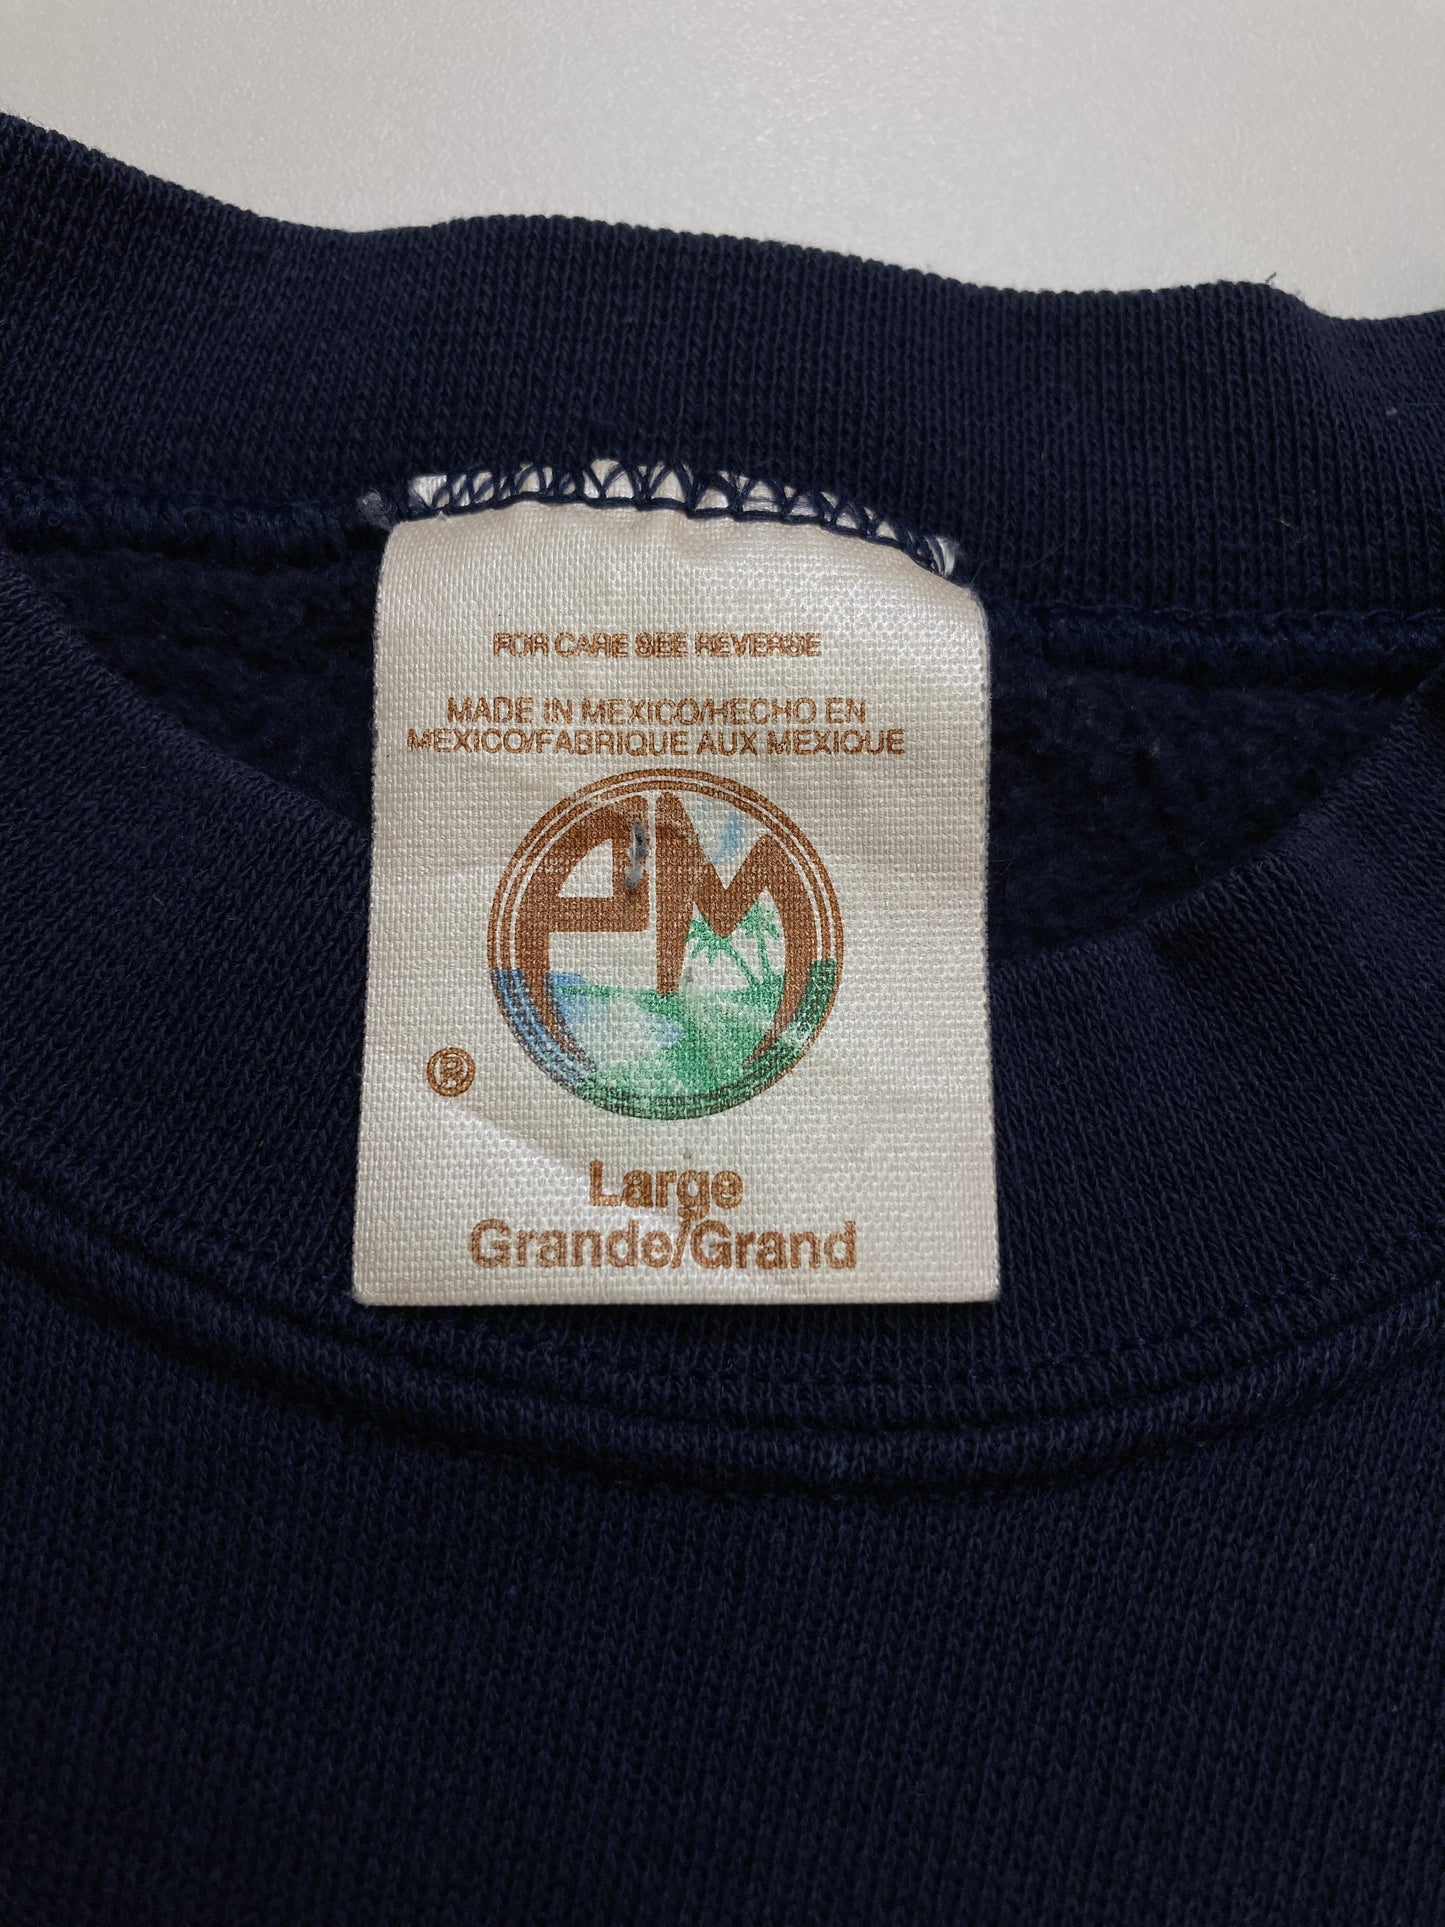 FOR CARE SEE REVERSE
MADE IN MEXICO/HECHO EN
MEXICO/FABRIQUE AUX MEXIQUE
PM
®
Large
Grande/Grand